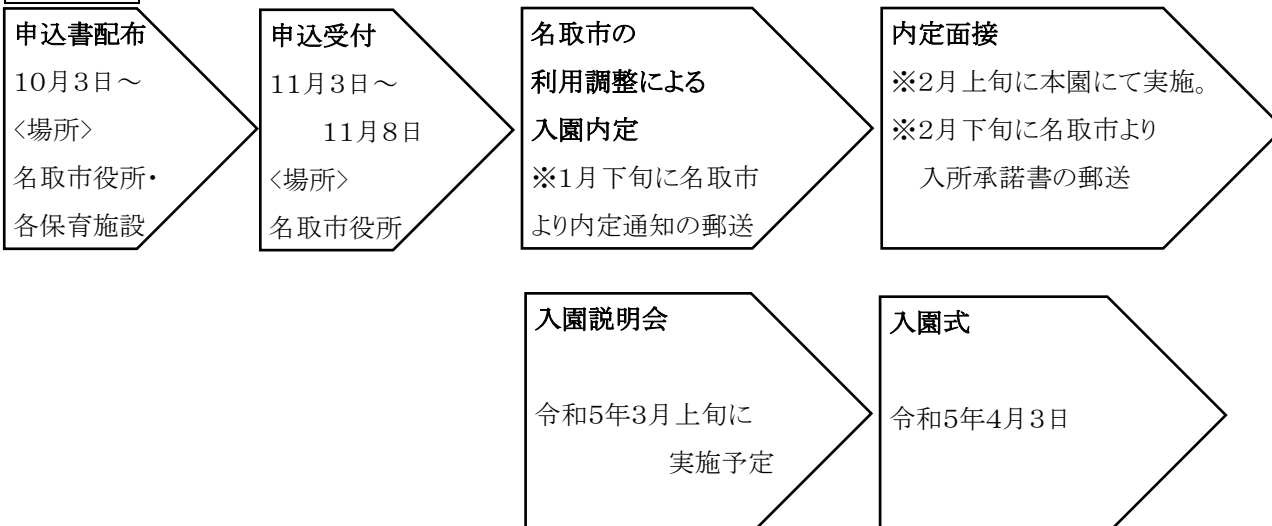 申込書配布
10月3日～
<場所>
名取市役所・
各保育施設
申込受付
11月3日～
11月8日
<場所>
名取市役所
名取市の
利用調整による
入園内定
※1月下旬に名取市
より内定通知の郵送
内定面接
※2月上旬に本園にて実施。
※2月下旬に名取市より
入所承諾書の郵送
入園説明会
令和5年3月上旬に
実施予定
入園式
令和5年4月3日